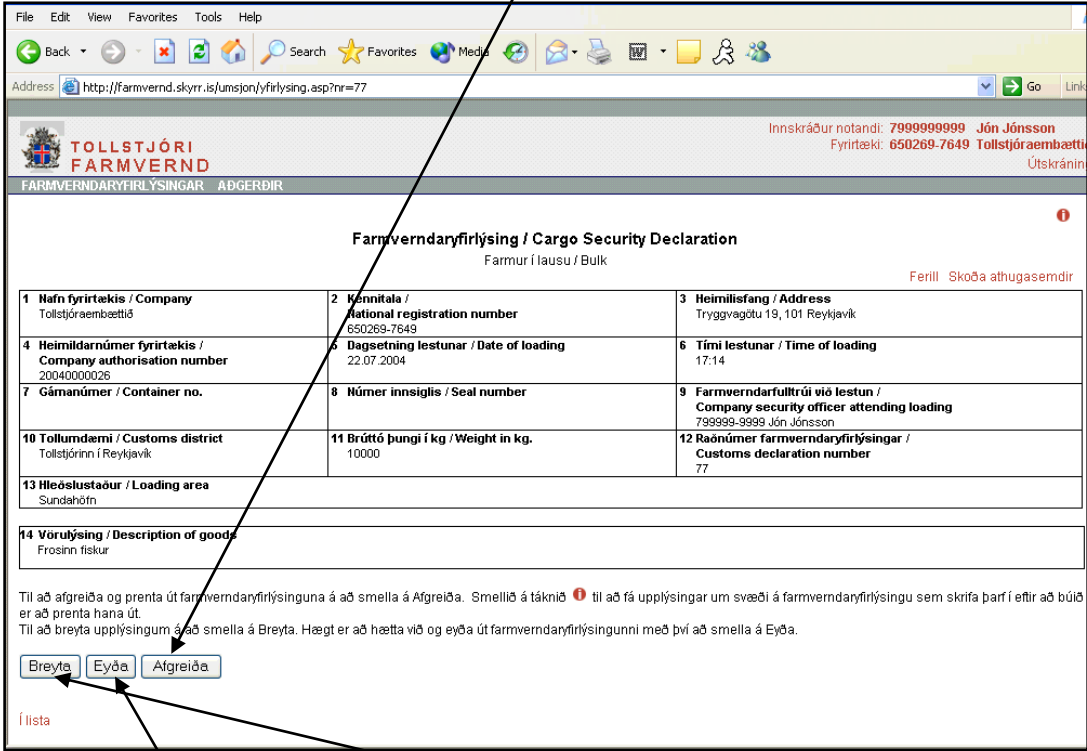 File Edit View Favorites Tools Help
Back Search Favorites Media
Address http://farmvernd.skyrr.is/umsjon/yfirlysing.asp?nr=77 Go Link
TOLLSTJÓRI
FARMVERND
Innskráður notandi: 7999999999 Jón Jónsson
Fyrirtæki: 650269-7649 Tollstjóraembætti
Útskránin
FARMVERNDARYFIRLÝSINGAR AÐGERÐIR
Farmverndaryfirlýsing / Cargo Security Declaration
Farmur í lausu / Bulk
Ferill Skoða athugasemdir
1 Nafn fyrirtækis / Company
Tollstjóraembættið
2 Kennitala /
National registration number
650269-7649
3 Heimilisfang / Address
Tryggvagötu 19, 101 Reykjavík
4 Heimildarnúmer fyrirtækis /
Company authorisation number
20040000026
5 Dagsetning lestunar / Date of loading
22.07.2004
6 Tími lestunar / Time of loading
17:14
7 Gámanúmer / Container no.
8 Númer innsiglis / Seal number
9 Farmverndarfulltrúi við lestun /
Company security officer attending loading
799999-9999 Jón Jónsson
10 Tollumdæmi / Customs district
Tollstjórinn í Reykjavík
11 Brúttó þungi í kg / Weight in kg.
10000
12 Raðnúmer farmverndaryfirlýsingar /
Customs declaration number
77
13 Hleðslustaður / Loading area
Sundahöfn
14 Vörulýsing / Description of goods
Frosinn fiskur
Til að afgreiða og prenta út farmverndaryfirlýsinguna á að smella á Afgreiða. Smellið á táknið til að fá upplýsingar um svæði á farmverndaryfirlýsingu sem skrifa þarf í eftir að búið
er að prenta hana út.
Til að breyta upplýsingum á að smella á Breyta. Hægt er að hætta við og eyða út farmverndaryfirlýsingunni með því að smella á Eyða.
Breyta Eyða Afgreiða
Í lista